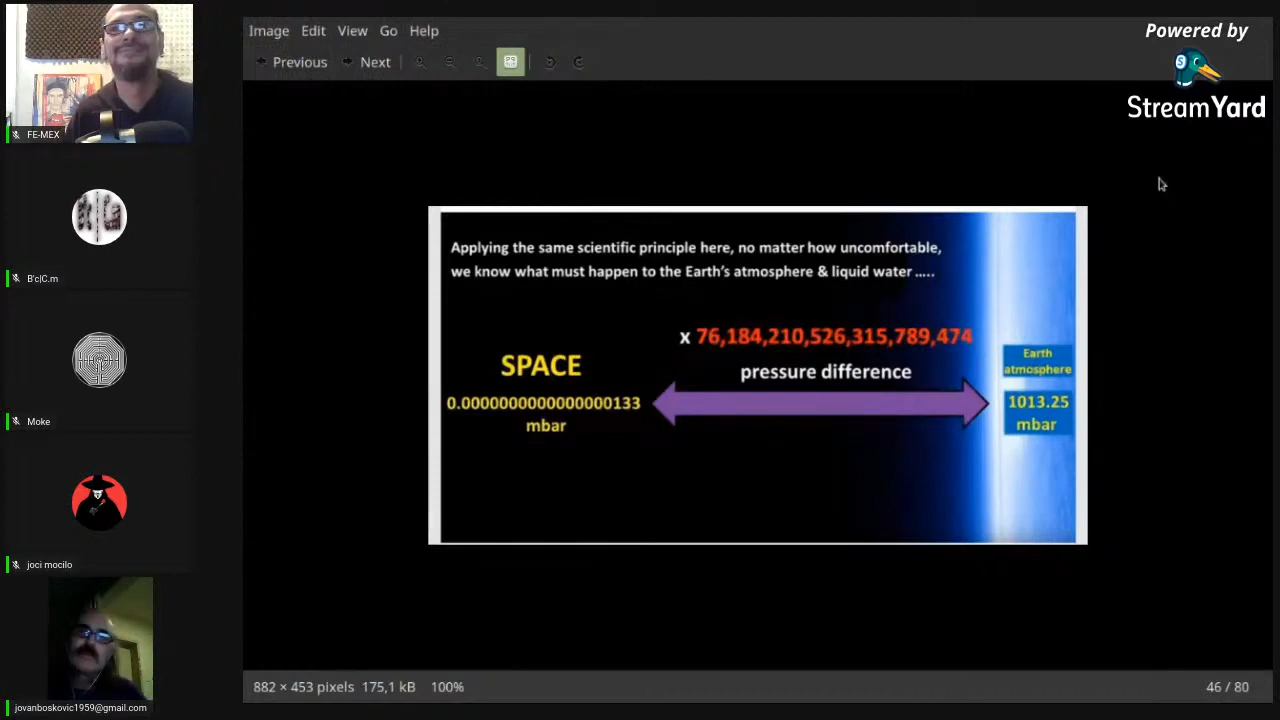 Image Edit View Go Help
Previous Next
Powered by
StreamYard
FE-MEX
B'c|C.m
Moke
joci mocilo
jovanboskovic1959@gmail.com
Applying the same scientific principle here, no matter how uncomfortable,
we know what must happen to the Earth's atmosphere & liquid water .....
x 76,184,210,526,315,789,474
pressure difference
SPACE
0.0000000000000000133
mbar
Earth
atmosphere
1013.25
mbar
882 × 453 pixels 175,1 kB 100%
46 / 80